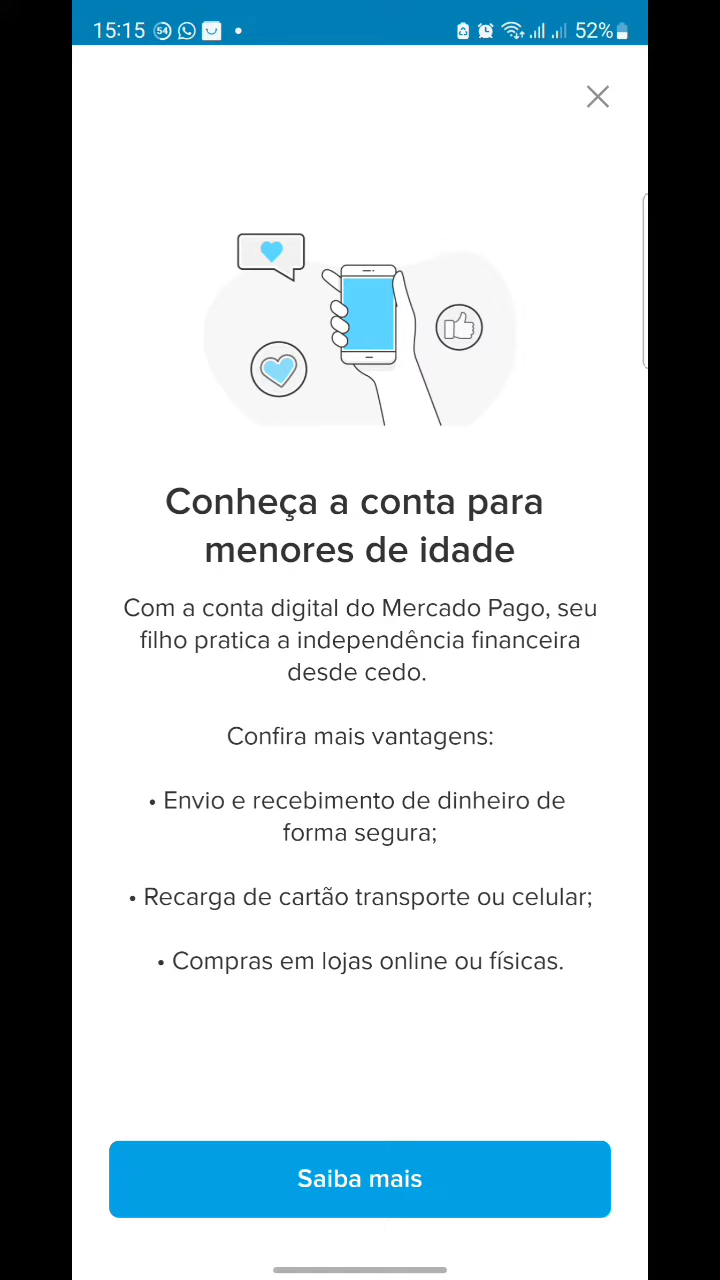 15:15 54 52%
Conheça a conta para
menores de idade
Com a conta digital do Mercado Pago, seu
filho pratica a independência financeira
desde cedo.
Confira mais vantagens:
• Envio e recebimento de dinheiro de
forma segura;
• Recarga de cartão transporte ou celular;
• Compras em lojas online ou físicas.
Saiba mais